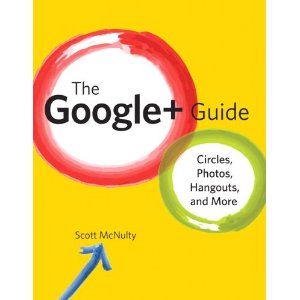 The
Google+ Guide
Circles,
Photos,
Hangouts,
and More
Scott McNulty